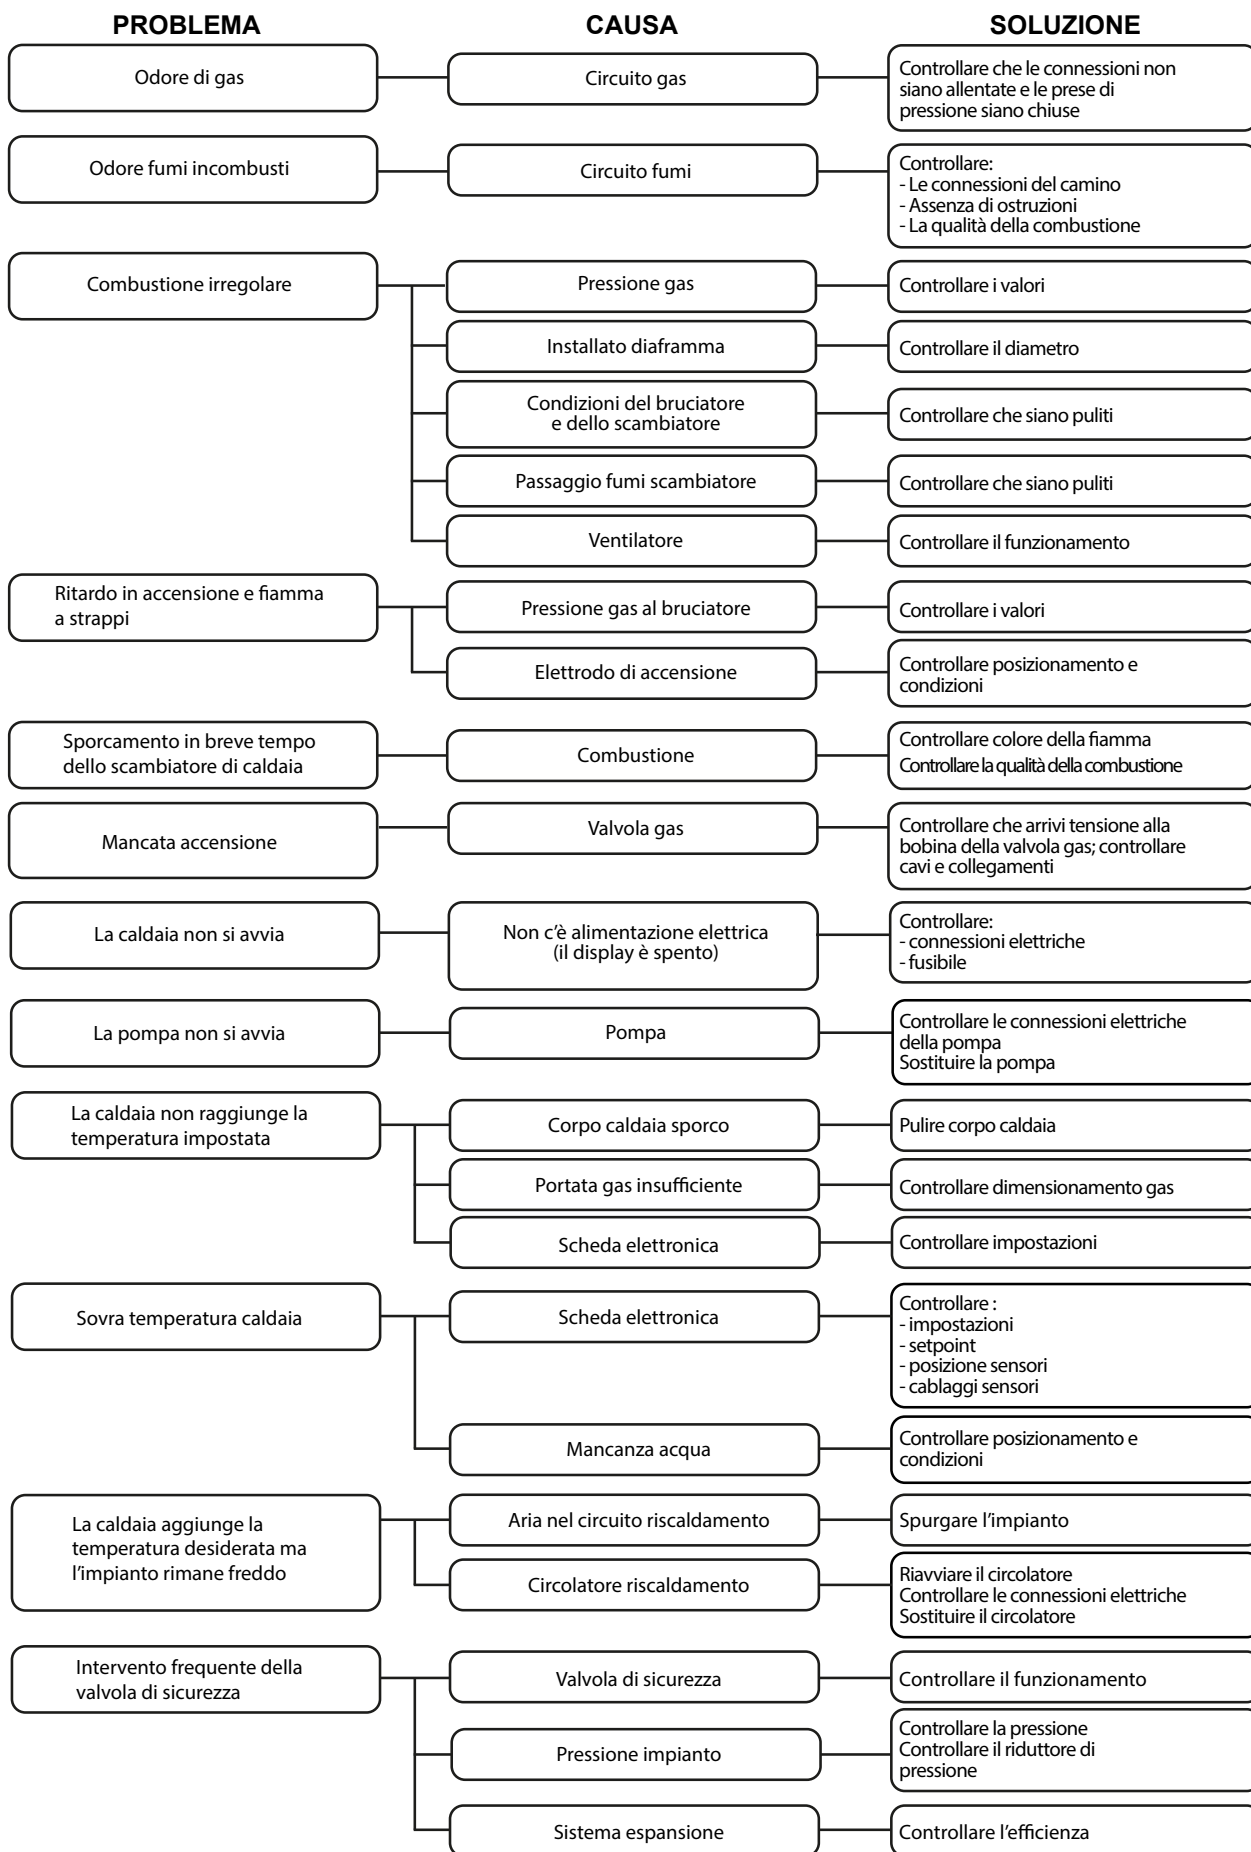 PROBLEMA
CAUSA
SOLUZIONE
Odore di gas
Circuito gas
Controllare che le connessioni non
siano allentate e le prese di
pressione siano chiuse
Odore fumi incombusti
Circuito fumi
Controllare:
- Le connessioni del camino
- Assenza di ostruzioni
- La qualità della combustione
Combustione irregolare
Pressione gas
Controllare i valori
Installato diaframma
Controllare il diametro
Condizioni del bruciatore
e dello scambiatore
Controllare che siano puliti
Passaggio fumi scambiatore
Controllare che siano puliti
Ventilatore
Controllare il funzionamento
Ritardo in accensione e fiamma
a strappi
Pressione gas al bruciatore
Controllare i valori
Elettrodo di accensione
Controllare posizionamento e
condizioni
Sporcamento in breve tempo
dello scambiatore di caldaia
Combustione
Controllare colore della fiamma
Controllare la qualità della combustione
Mancata accensione
Valvola gas
Controllare che arrivi tensione alla
bobina della valvola gas; controllare
cavi e collegamenti
La caldaia non si avvia
Non c'è alimentazione elettrica
(il display è spento)
Controllare:
- connessioni elettriche
- fusibile
La pompa non si avvia
Pompa
Controllare le connessioni elettriche
della pompa
Sostituire la pompa
La caldaia non raggiunge la
temperatura impostata
Corpo caldaia sporco
Pulire corpo caldaia
Portata gas insufficiente
Controllare dimensionamento gas
Scheda elettronica
Controllare impostazioni
Sovra temperatura caldaia
Scheda elettronica
Controllare :
- impostazioni
- setpoint
- posizione sensori
- cablaggi sensori
Mancanza acqua
Controllare posizionamento e
condizioni
La caldaia aggiunge la
temperatura desiderata ma
l'impianto rimane freddo
Aria nel circuito riscaldamento
Spurgare l'impianto
Circolatore riscaldamento
Riavviare il circolatore
Controllare le connessioni elettriche
Sostituire il circolatore
Intervento frequente della
valvola di sicurezza
Valvola di sicurezza
Controllare il funzionamento
Pressione impianto
Controllare la pressione
Controllare il riduttore di
pressione
Sistema espansione
Controllare l'efficienza